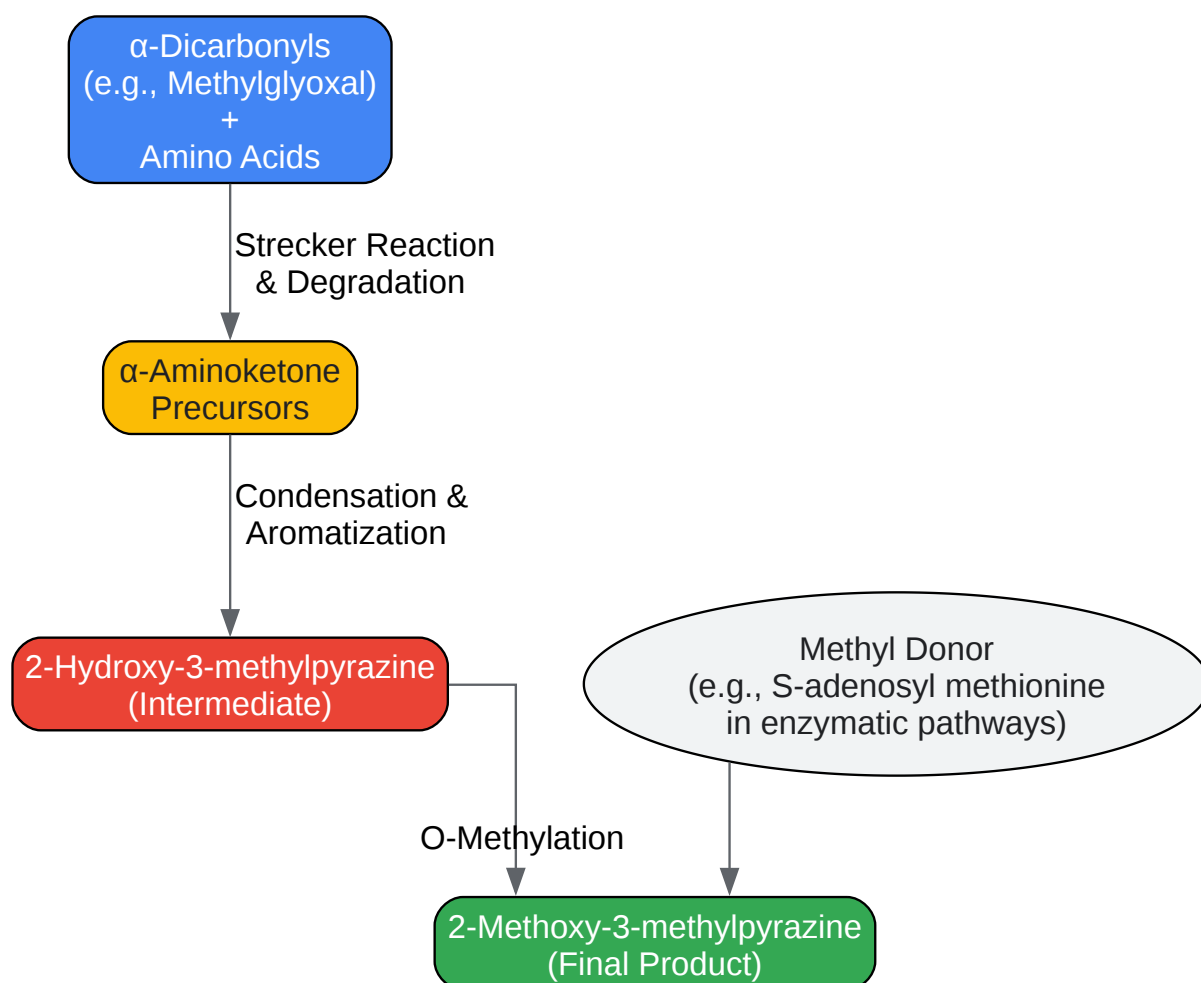 α-Dicarbonyls
(e.g., Methylglyoxal)
+
Amino Acids
Strecker Reaction
& Degradation
α-Aminoketone
Precursors
Condensation &
Aromatization
2-Hydroxy-3-methylpyrazine
(Intermediate)
Methyl Donor
(e.g., S-adenosyl methionine
in enzymatic pathways)
O-Methylation
2-Methoxy-3-methylpyrazine
(Final Product)